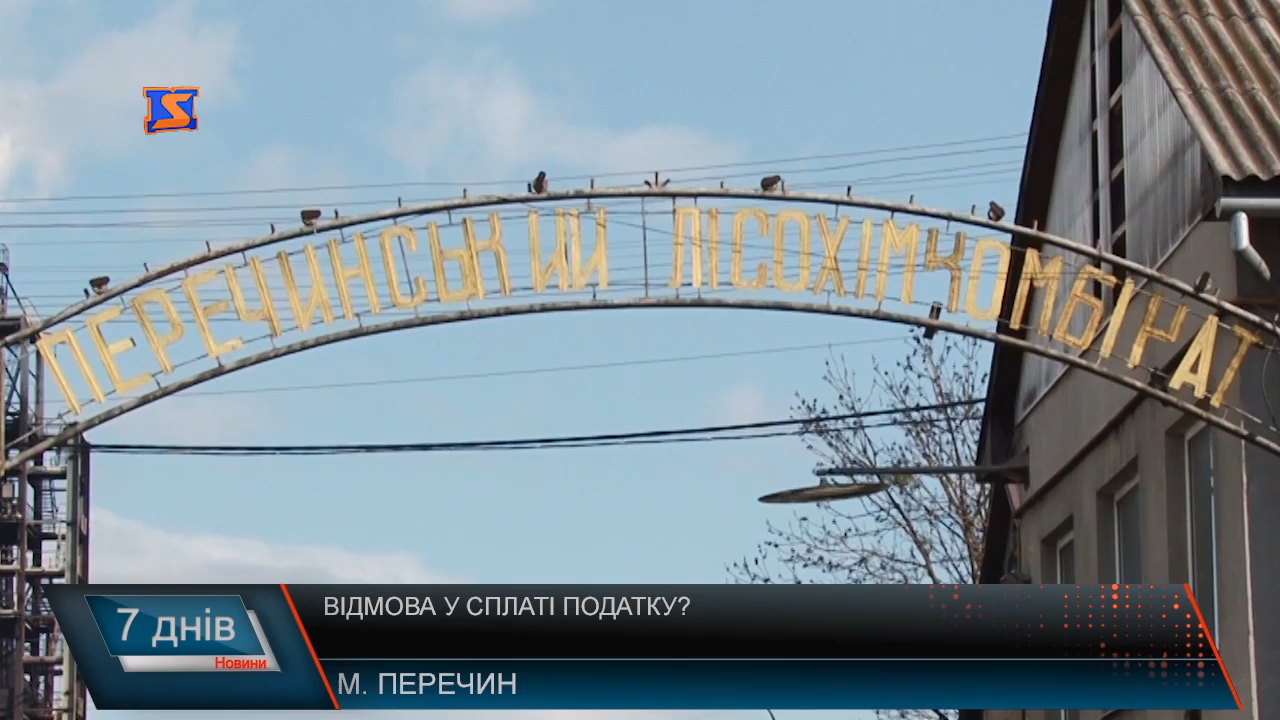 ПЕРЕЧИНСЬКИЙ ЛІСОХІМКОМБІНАТ
ВІДМОВА У СПЛАТІ ПОДАТКУ?
7 днів
Новини
М. ПЕРЕЧИН